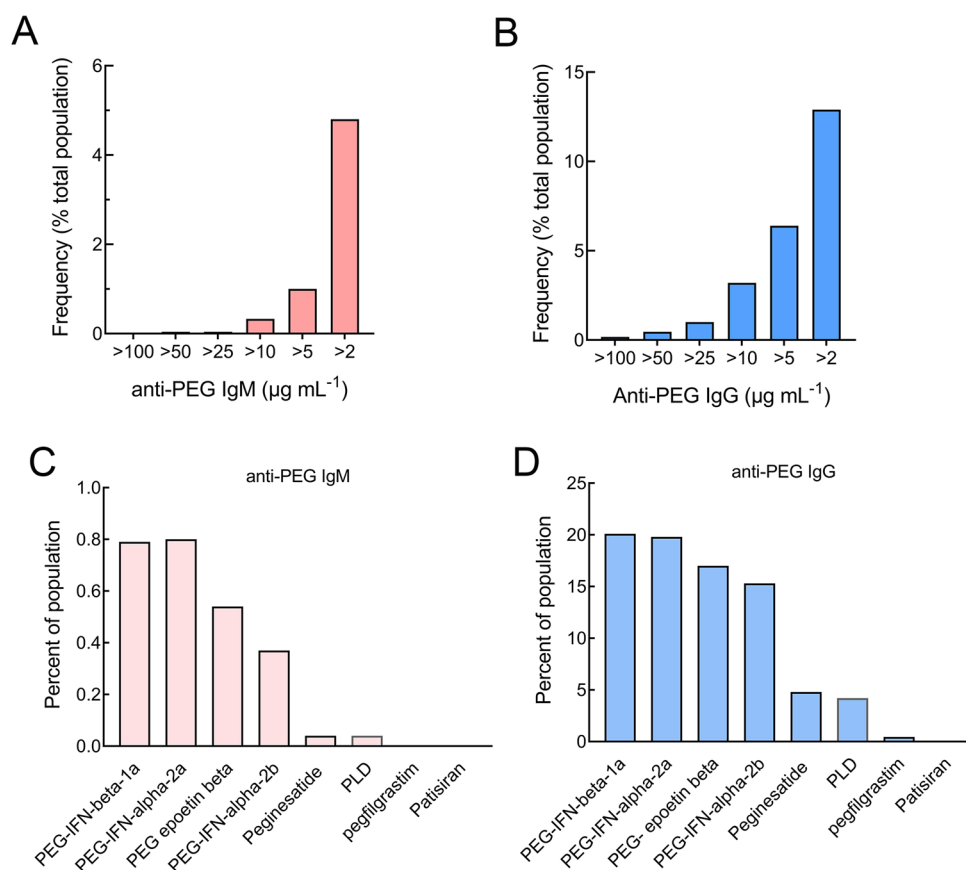 A
Frequency (% total population)
6
4
2
0
>100 >50 >25 >10 >5 >2
anti-PEG IgM (µg mL⁻¹)
B
Frequency (% total population)
15
10
5
0
>100 >50 >25 >10 >5 >2
Anti-PEG IgG (µg mL⁻¹)
C
anti-PEG IgM
Percent of population
1.0
0.8
0.6
0.4
0.2
0.0
PEG-IFN-beta-1a
PEG-IFN-alpha-2a
PEG epoetin beta
PEG-IFN-alpha-2b
Peginesatide
PLD
pegfilgrastim
Patisiran
D
anti-PEG IgG
Percent of population
25
20
15
10
5
0
PEG-IFN-beta-1a
PEG-IFN-alpha-2a
PEG- epoetin beta
PEG-IFN-alpha-2b
Peginesatide
PLD
pegfilgrastim
Patisiran